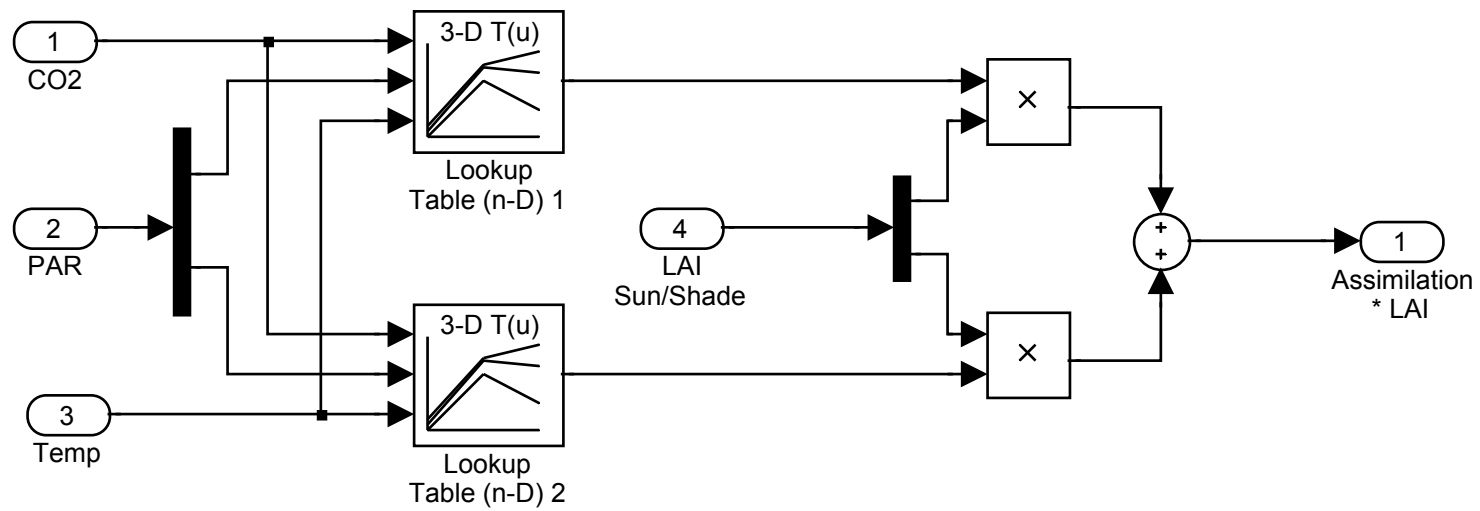 1
CO2
2
PAR
3
Temp
3-D T(u)
Lookup
Table (n-D) 1
3-D T(u)
Lookup
Table (n-D) 2
4
LAI
Sun/Shade
×
×
+
+
1
Assimilation
* LAI